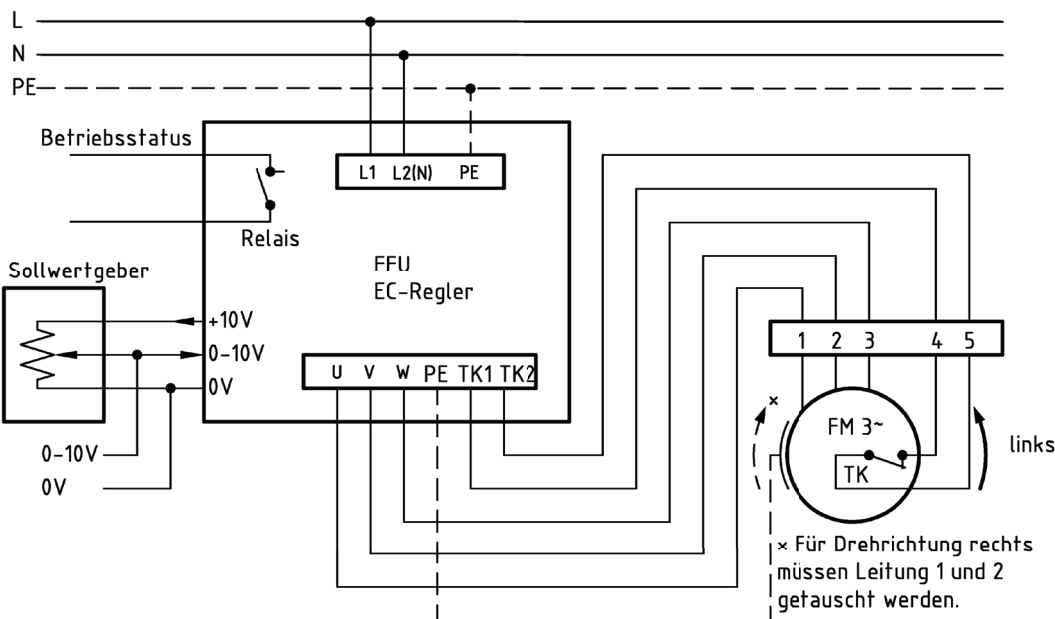 L
N
PE
Betriebsstatus
L1 L2(N) PE
Relais
FFU
EC-Regler
Sollwertgeber
+10V
0-10V
0V
U V W PE TK1 TK2
0-10V
0V
1 2 3 4 5
×
FM 3~
TK
links
× Für Drehrichtung rechts
müssen Leitung 1 und 2
getauscht werden.